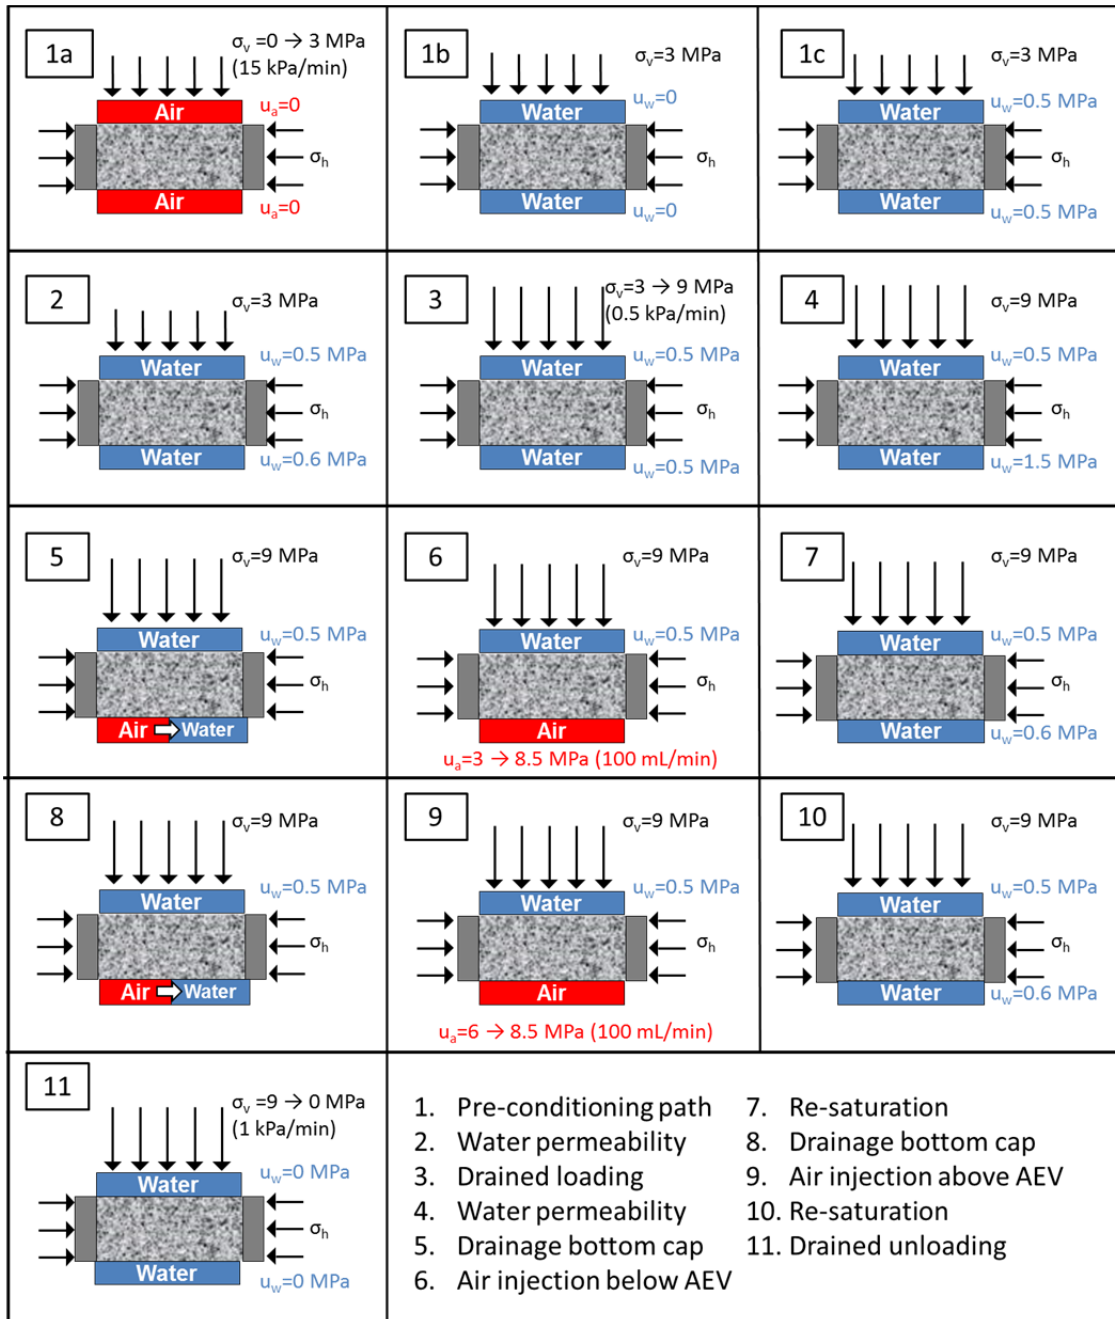 1a
σv =0 → 3 MPa
(15 kPa/min)
Air
ua=0
σh
Air
ua=0
1b
σv=3 MPa
uw=0
Water
σh
Water
uw=0
1c
σv=3 MPa
Water
uw=0.5 MPa
σh
Water
uw=0.5 MPa
2
σv=3 MPa
uw=0.5 MPa
Water
σh
Water
uw=0.6 MPa
3
σv=3 → 9 MPa
(0.5 kPa/min)
uw=0.5 MPa
Water
σh
Water
uw=0.5 MPa
4
σv=9 MPa
uw=0.5 MPa
Water
σh
Water
uw=1.5 MPa
5
σv=9 MPa
Water
uw=0.5 MPa
σh
Air Water
6
σv=9 MPa
Water
uw=0.5 MPa
σh
Air
ua=3 → 8.5 MPa (100 mL/min)
7
σv=9 MPa
Water
uw=0.5 MPa
σh
Water
uw=0.6 MPa
8
σv=9 MPa
uw=0.5 MPa
Water
σh
Air Water
9
σv=9 MPa
uw=0.5 MPa
Water
σh
Air
ua=6 → 8.5 MPa (100 mL/min)
10
σv=9 MPa
uw=0.5 MPa
Water
σh
Water
uw=0.6 MPa
11
σv =9 → 0 MPa
(1 kPa/min)
uw=0 MPa
Water
σh
Water
uw=0 MPa
1. Pre-conditioning path
2. Water permeability
3. Drained loading
4. Water permeability
5. Drainage bottom cap
6. Air injection below AEV
7. Re-saturation
8. Drainage bottom cap
9. Air injection above AEV
10. Re-saturation
11. Drained unloading